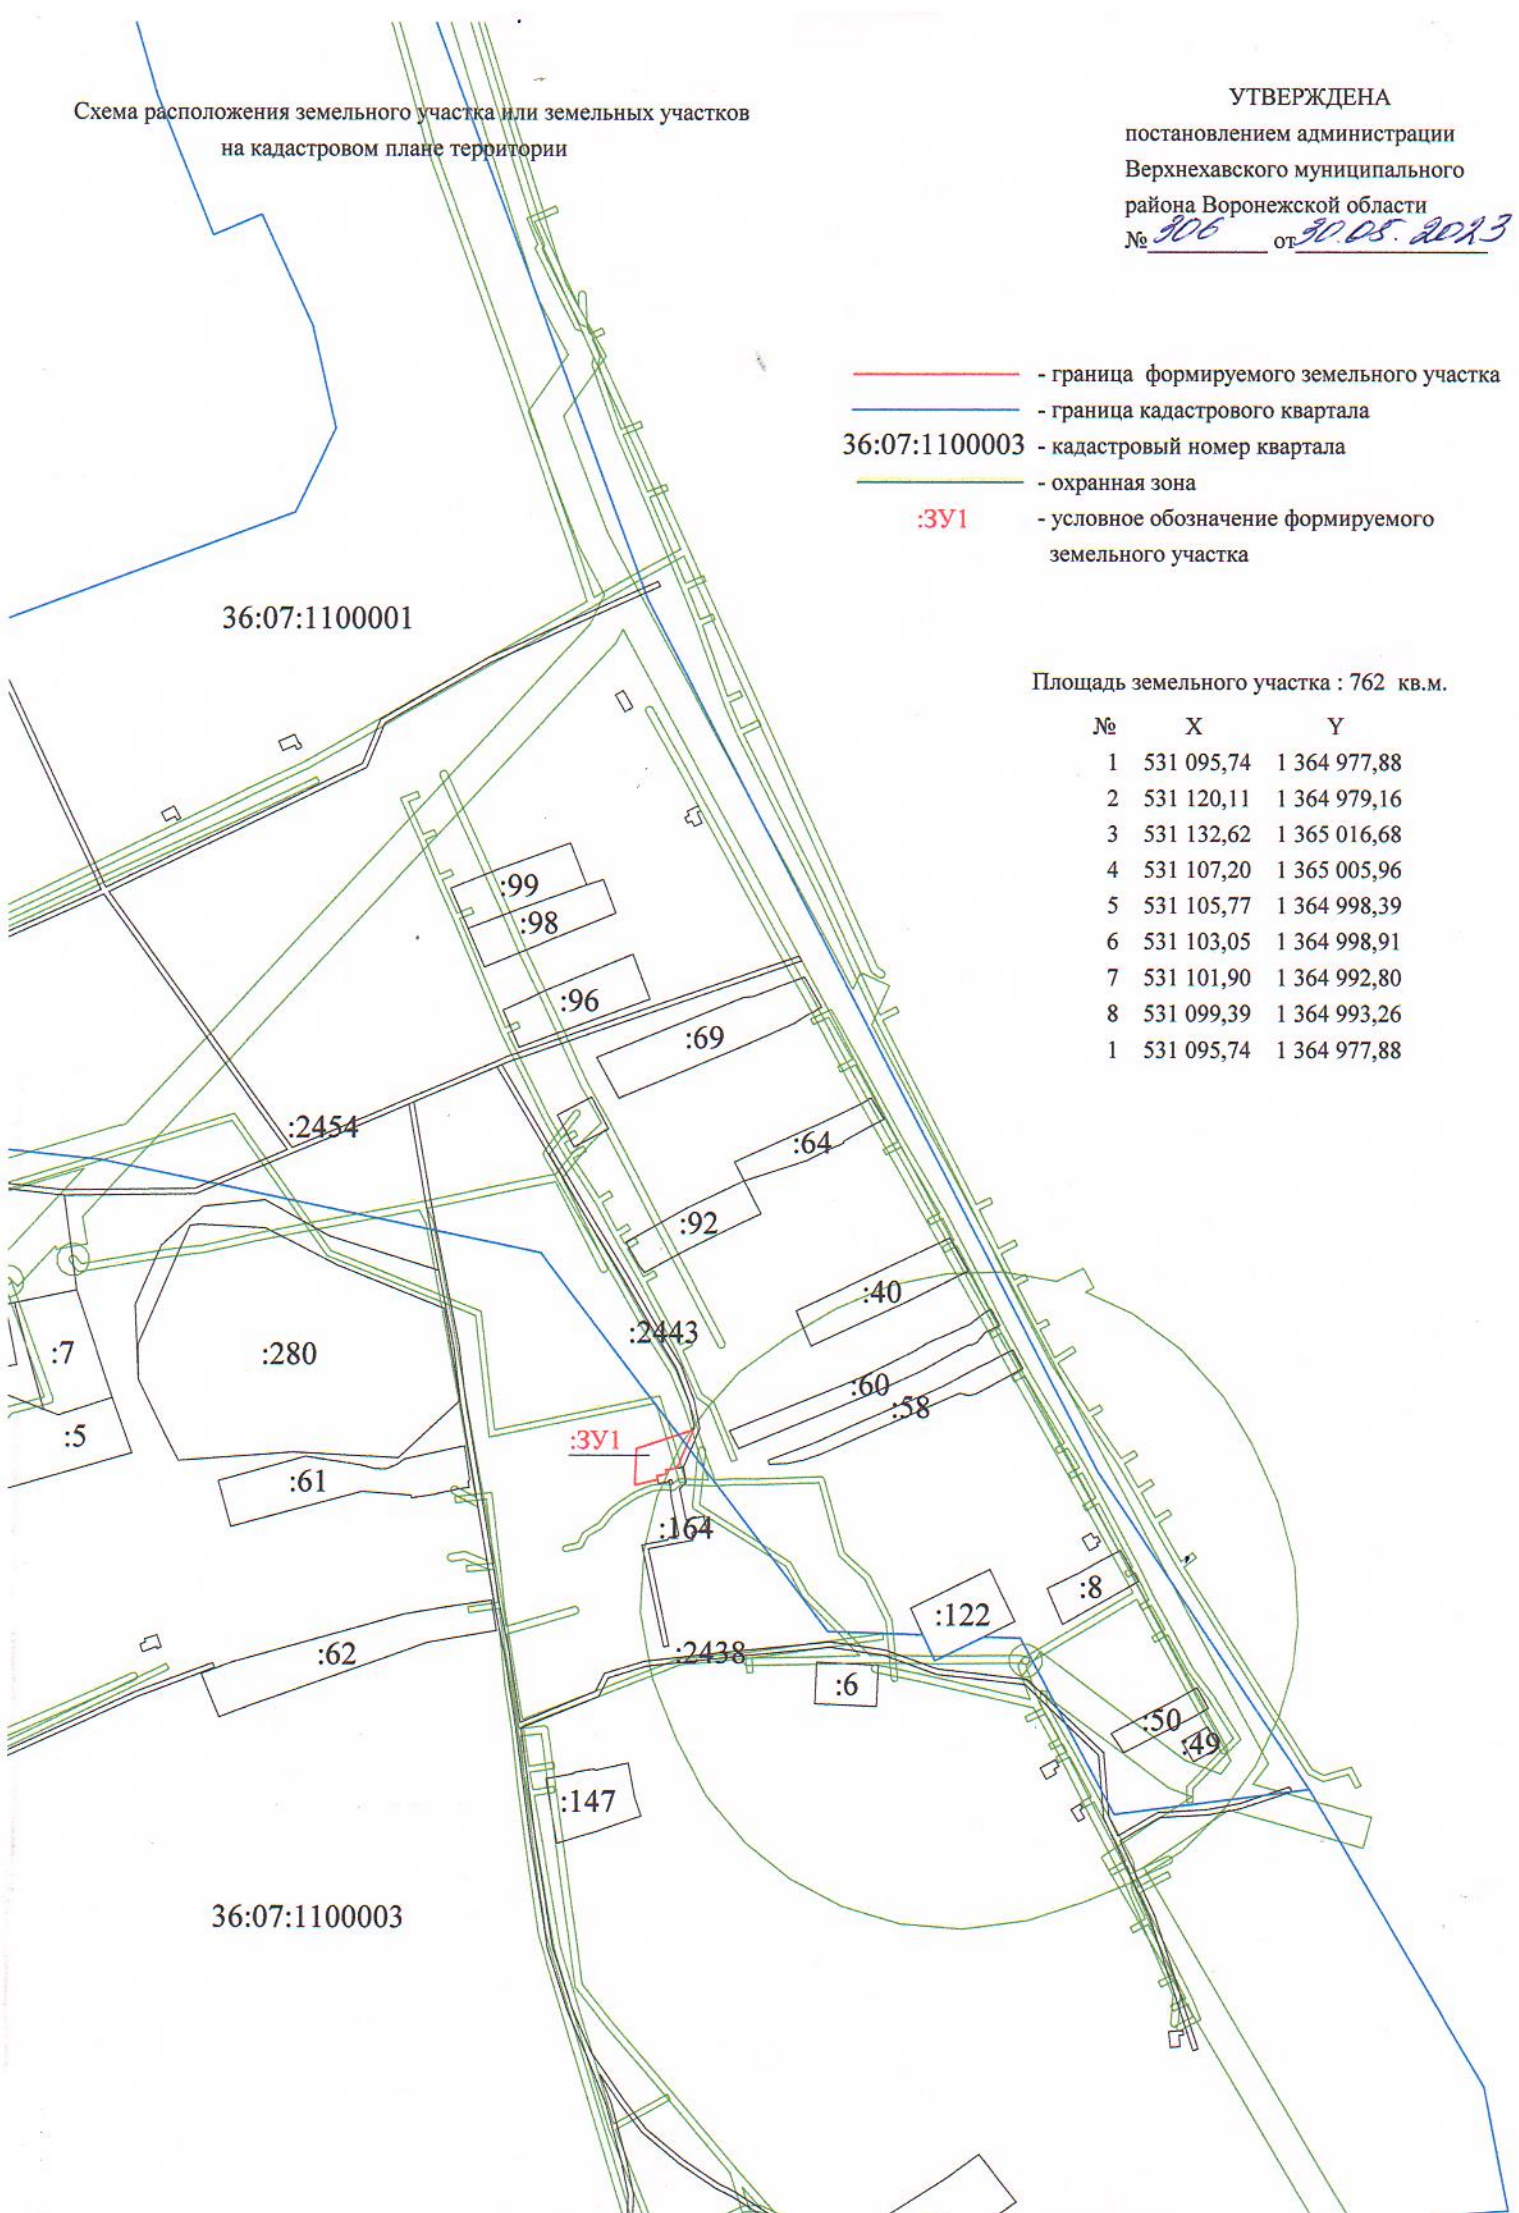 Схема расположения земельного участка или земельных участков
на кадастровом плане территории
УТВЕРЖДЕНА
постановлением администрации
Верхнехавского муниципального
района Воронежской области
№ 306 от 30.05.2023
- граница формируемого земельного участка
- граница кадастрового квартала
36:07:1100003 - кадастровый номер квартала
- охранная зона
:ЗУ1 - условное обозначение формируемого
земельного участка
36:07:1100001
Площадь земельного участка : 762 кв.м.
№ X Y
1 531 095,74 1 364 977,88
2 531 120,11 1 364 979,16
3 531 132,62 1 365 016,68
4 531 107,20 1 365 005,96
5 531 105,77 1 364 998,39
6 531 103,05 1 364 998,91
7 531 101,90 1 364 992,80
8 531 099,39 1 364 993,26
1 531 095,74 1 364 977,88
:99
:98
:96
:69
:2454
:64
:92
:40
:2443
:7
:280
:60
:58
:5
:ЗУ1
:61
:164
:8
:122
:62
:2438
:6
:50
:49
:147
36:07:1100003